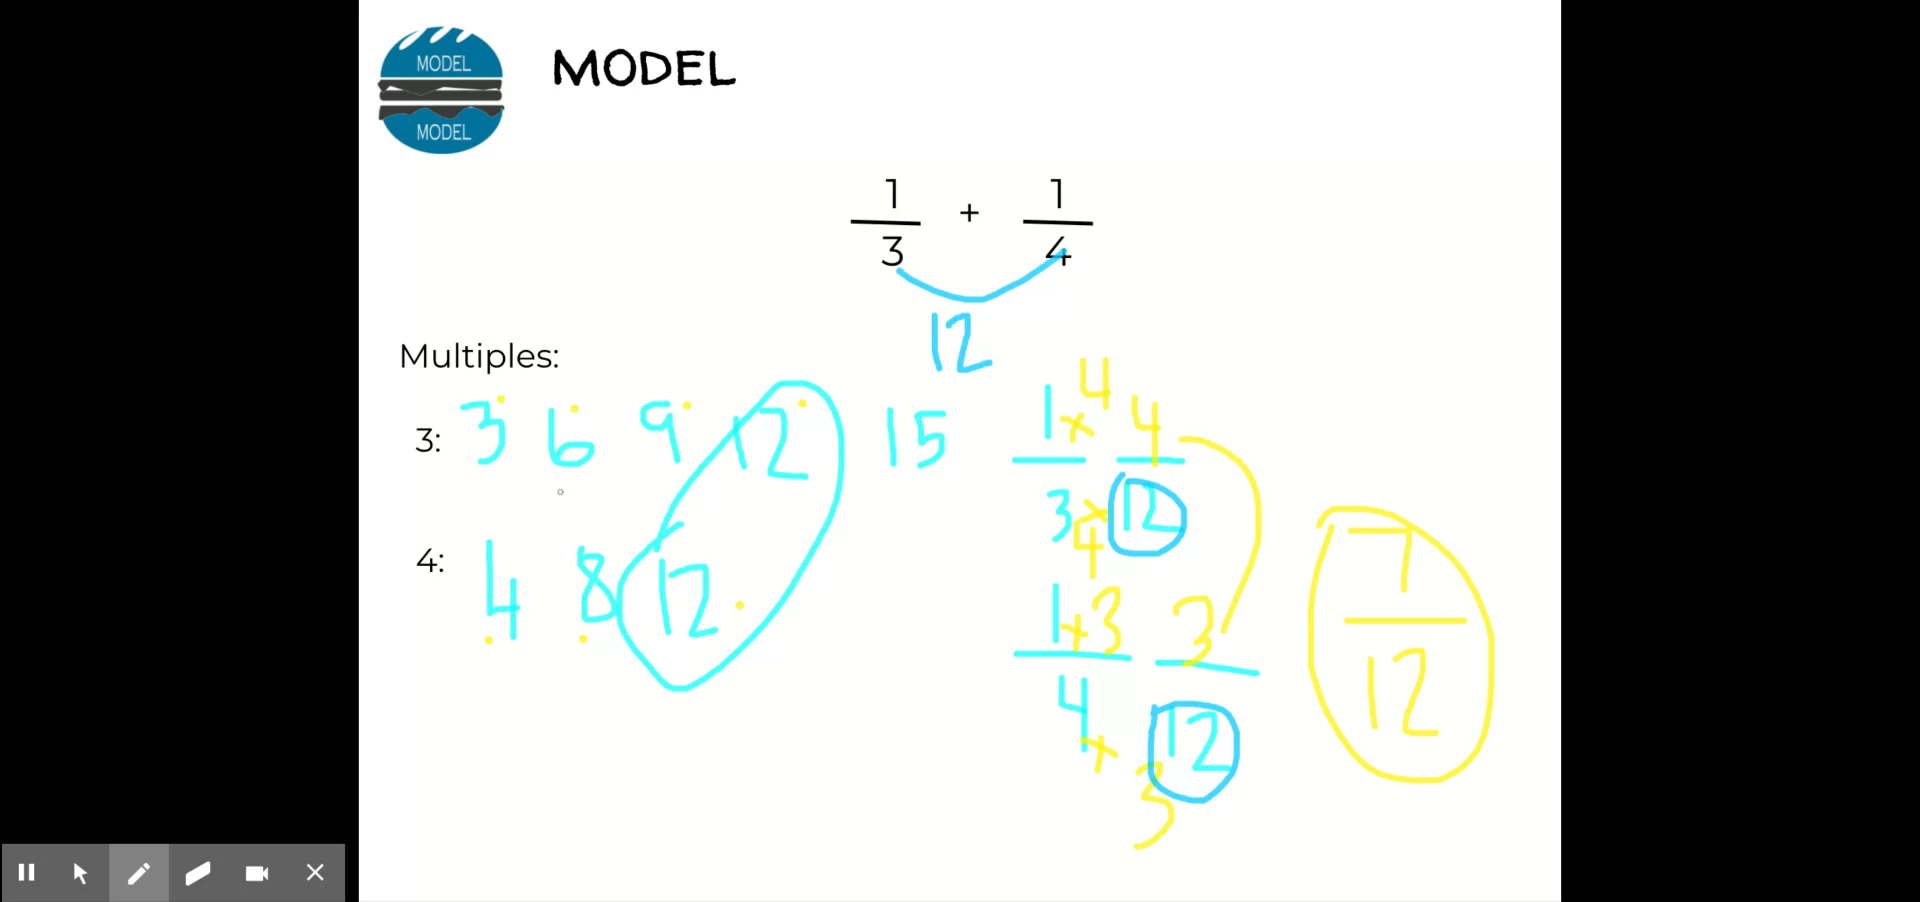 MODEL
MODEL
MODEL
1 + 1
3 4
12
Multiples:
3: 3 6 9 12 15
4: 4 8 12
1 x 4 4
3 x 4 12
1 x 3 3
4 x 3 12
7
12